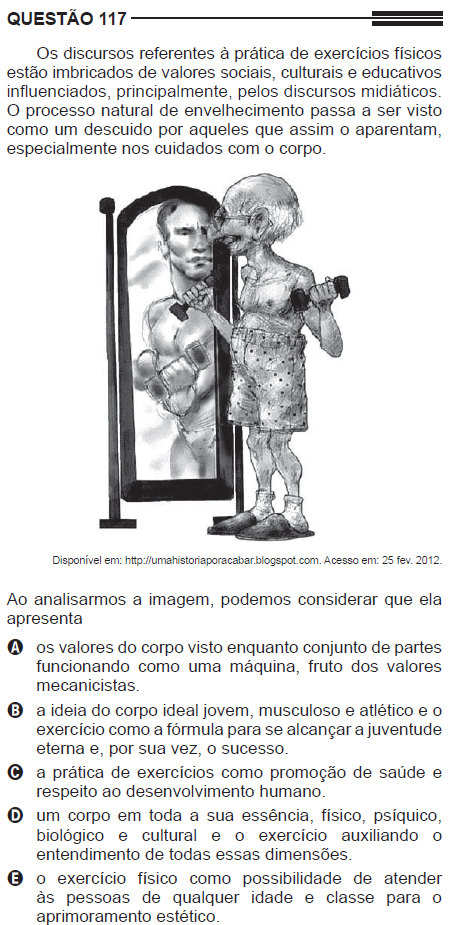 QUESTÃO 117
Os discursos referentes à prática de exercícios físicos
estão imbricados de valores sociais, culturais e educativos
influenciados, principalmente, pelos discursos midiáticos.
O processo natural de envelhecimento passa a ser visto
como um descuido por aqueles que assim o aparentam,
especialmente nos cuidados com o corpo.
Disponível em: http://umahistoriaporacabar.blogspot.com. Acesso em: 25 fev. 2012.
Ao analisarmos a imagem, podemos considerar que ela
apresenta
A os valores do corpo visto enquanto conjunto de partes
funcionando como uma máquina, fruto dos valores
mecanicistas.
B a ideia do corpo ideal jovem, musculoso e atlético e o
exercício como a fórmula para se alcançar a juventude
eterna e, por sua vez, o sucesso.
C a prática de exercícios como promoção de saúde e
respeito ao desenvolvimento humano.
D um corpo em toda a sua essência, físico, psíquico,
biológico e cultural e o exercício auxiliando o
entendimento de todas essas dimensões.
E o exercício físico como possibilidade de atender
às pessoas de qualquer idade e classe para o
aprimoramento estético.